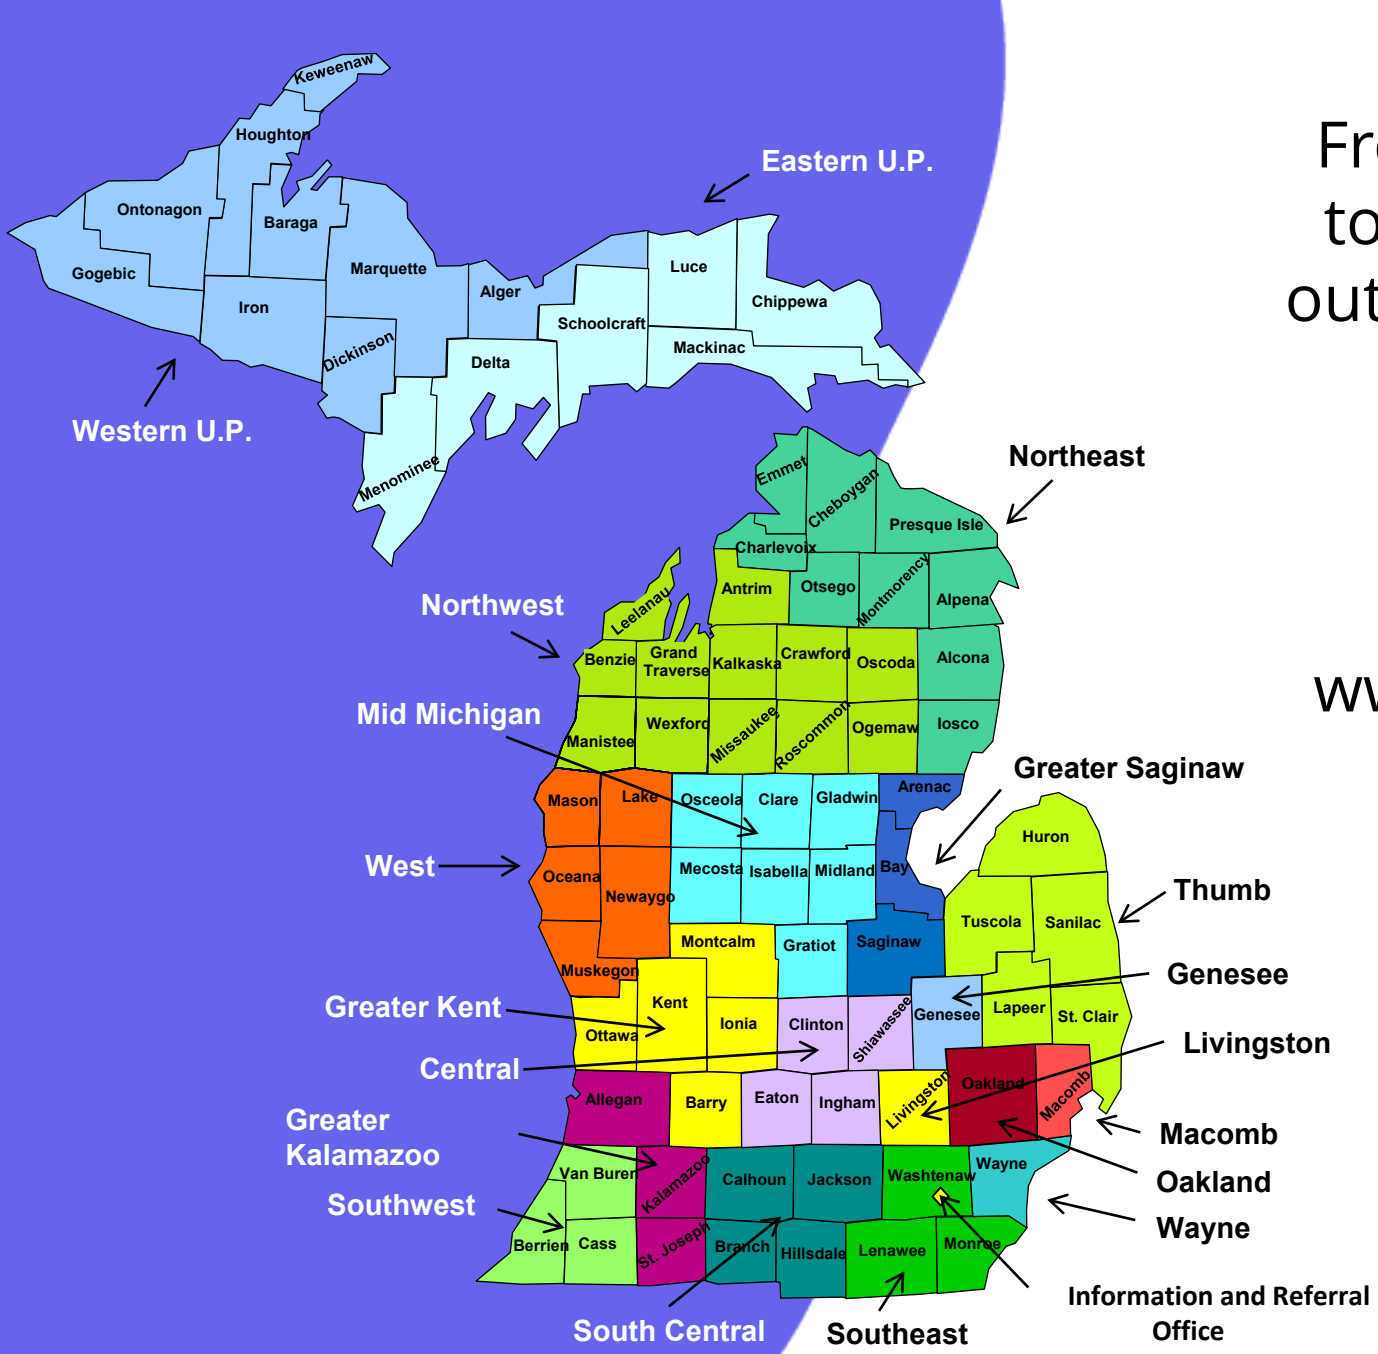 Keweenaw
Houghton
Ontonagon
Baraga
Gogebic
Marquette
Iron
Dickinson
Alger
Luce
Chippewa
Schoolcraft
Mackinac
Delta
Menominee
Eastern U.P.
Western U.P.
Fr
to
out
Northeast
Emmet
Cheboygan
Presque Isle
Charlevoix
Antrim
Otsego
Montmorency
Alpena
Northwest
Leelanau
Benzie
Grand
Traverse
Kalkaska
Crawford
Oscoda
Alcona
Mid Michigan
Manistee
Wexford
Missaukee
Roscommon
Ogemaw
Iosco
Greater Saginaw
Mason
Lake
Osceola
Clare
Gladwin
Arenac
Huron
West
Oceana
Newaygo
Mecosta
Isabella
Midland
Bay
Tuscola
Sanilac
Thumb
Muskegon
Montcalm
Gratiot
Saginaw
Genesee
Greater Kent
Kent
Ottawa
Ionia
Clinton
Shiawassee
Genesee
Lapeer
St. Clair
Livingston
Central
Allegan
Barry
Eaton
Ingham
Livingston
Oakland
Macomb
Greater
Kalamazoo
Macomb
Van Buren
Kalamazoo
Calhoun
Jackson
Washtenaw
Wayne
Oakland
Southwest
Wayne
Berrien
Cass
St. Joseph
Branch
Hillsdale
Lenawee
Monroe
Information and Referral
Office
South Central
Southeast